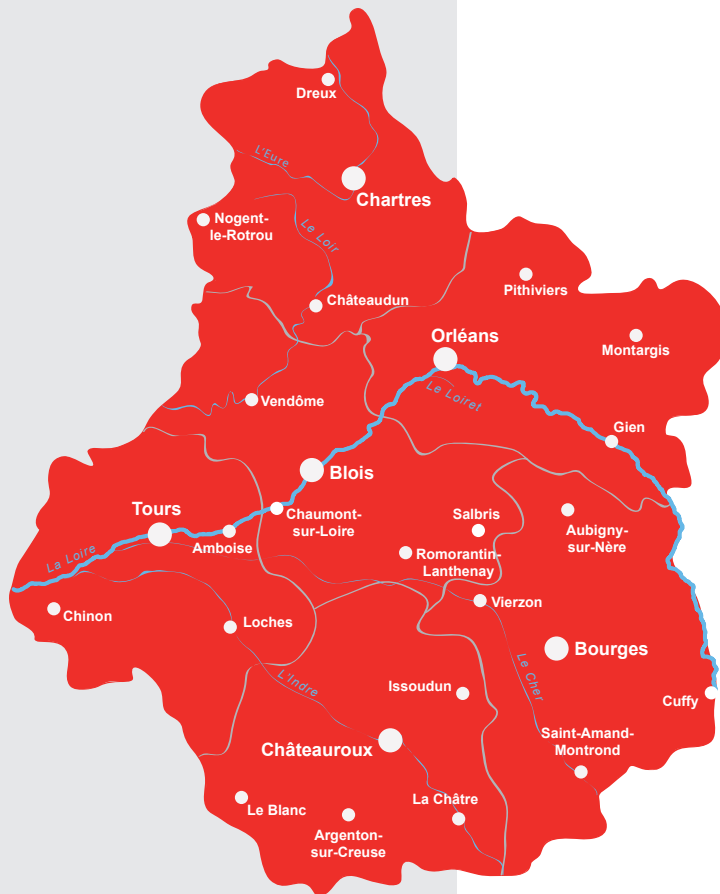 Dreux
L'Eure
Chartres
Nogent-
le-Rotrou
Le Loir
Pithiviers
Châteaudun
Orléans
Montargis
Le Loiret
Vendôme
Gien
Blois
Tours
Chaumont-
sur-Loire
Salbris
Aubigny-
sur-Nère
Amboise
La Loire
Romorantin-
Lanthenay
Vierzon
Chinon
Loches
Bourges
Le Cher
L'Indre
Issoudun
Cuffy
Saint-Amand-
Montrond
Châteauroux
La Châtre
Le Blanc
Argenton-
sur-Creuse